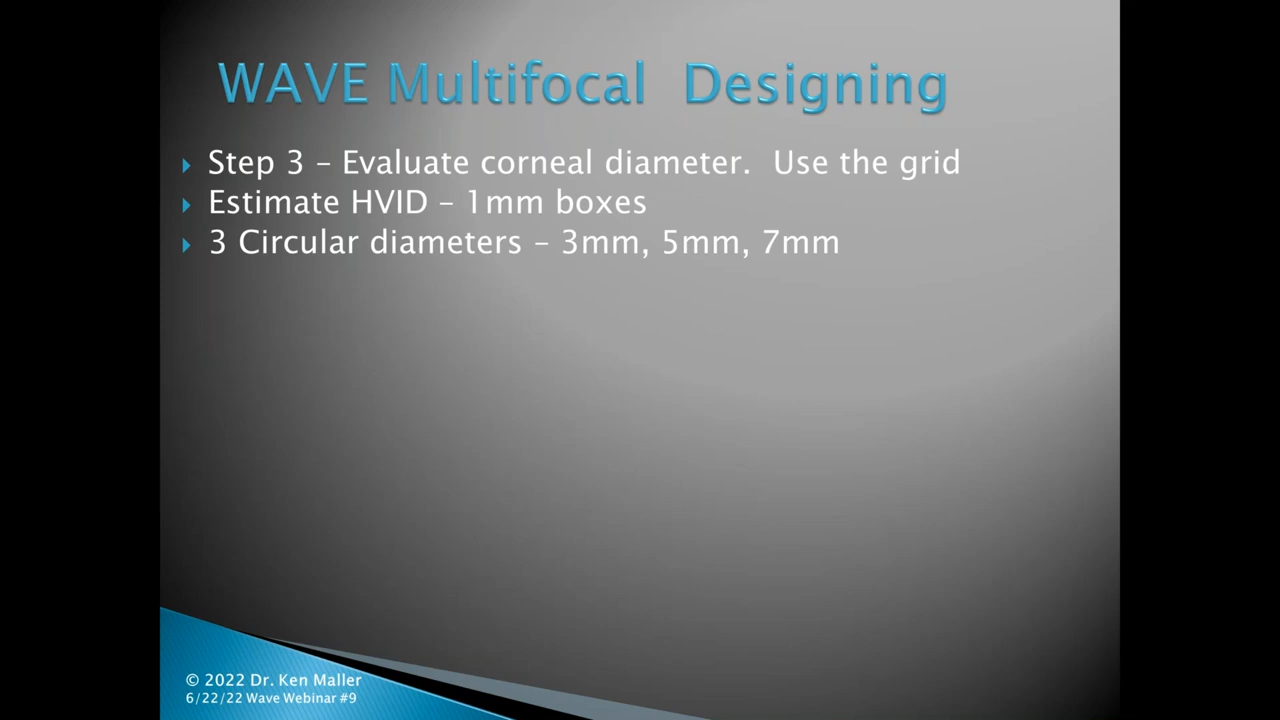 WAVE Multifocal Designing
Step 3 – Evaluate corneal diameter. Use the grid
Estimate HVID – 1mm boxes
3 Circular diameters – 3mm, 5mm, 7mm
© 2022 Dr. Ken Maller
6/22/22 Wave Webinar #9